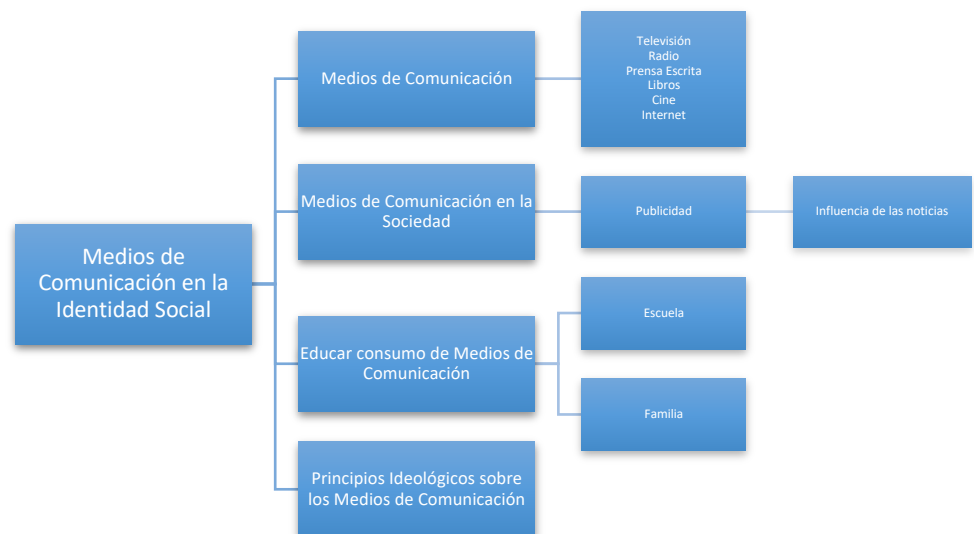 Medios de
Comunicación en la
Identidad Social
Medios de Comunicación
Televisión
Radio
Prensa Escrita
Libros
Cine
Internet
Medios de Comunicación en la
Sociedad
Publicidad
Influencia de las noticias
Educar consumo de Medios de
Comunicación
Escuela
Familia
Principios Ideológicos sobre
los Medios de Comunicación